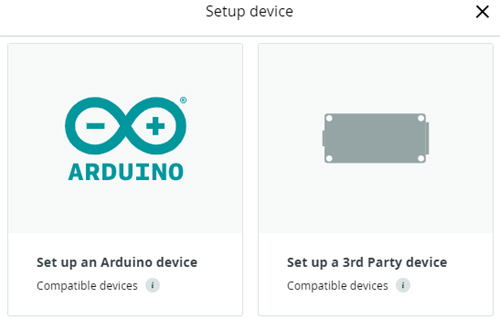 Setup device
ARDUINO
Set up an Arduino device
Compatible devices i
Set up a 3rd Party device
Compatible devices i